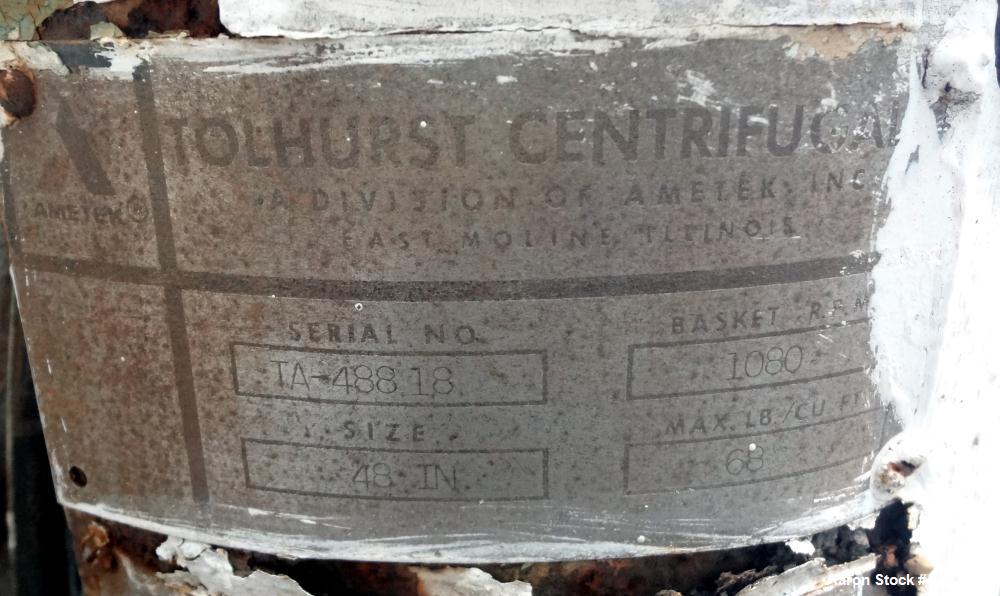 TOLHURST CENTRIFUGAL
A DIVISION OF AMETEK, INC.
EAST MOLINE, ILLINOIS
AMETEK®
SERIAL NO.
TA-48818
BASKET R.P.M
1080
SIZE
48 IN
MAX. LB./CU FT
68
Stock #